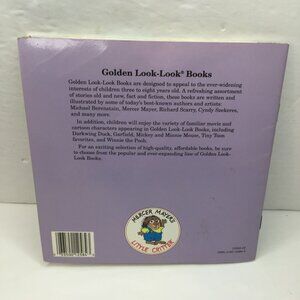 Golden Look-Look® Books
Golden Look-Look Books are designed to appeal to the ever-widening
interests of children three to eight years old. A refreshing assortment
of stories old and new, fact and fiction, these books are written and
illustrated by some of today's best-known authors and artists:
Michael Berenstain, Mercer Mayer, Richard Scarry, Cyndy Szekeres,
and many more.
In addition, children will enjoy the variety of familiar movie and
cartoon characters appearing in Golden Look-Look Books, including
Darkwing Duck, Garfield, Mickey and Minnie Mouse, Tiny Toon
favorites, and Winnie the Pooh.
For an exciting selection of high-quality, affordable books, be sure
to choose from the popular and ever-expanding line of Golden Look-
Look Books.
MERCER MAYER'S
LITTLE CRITTER